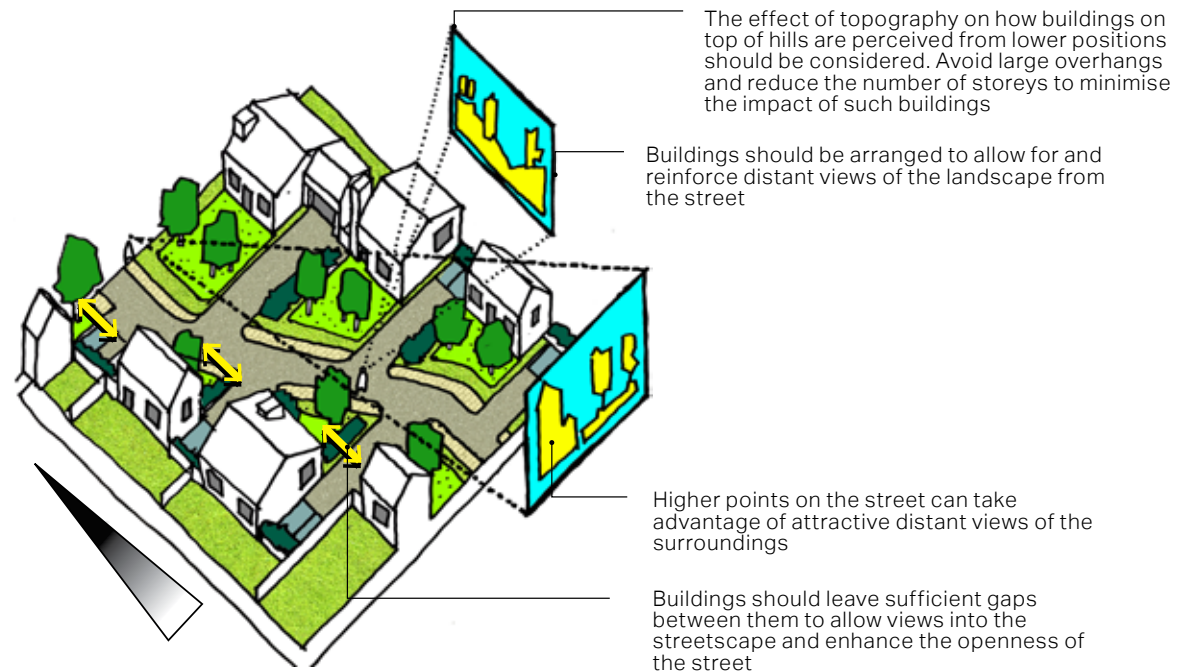 The effect of topography on how buildings on
top of hills are perceived from lower positions
should be considered. Avoid large overhangs
and reduce the number of storeys to minimise
the impact of such buildings
Buildings should be arranged to allow for and
reinforce distant views of the landscape from
the street
Higher points on the street can take
advantage of attractive distant views of the
surroundings
Buildings should leave sufficient gaps
between them to allow views into the
streetscape and enhance the openness of
the street